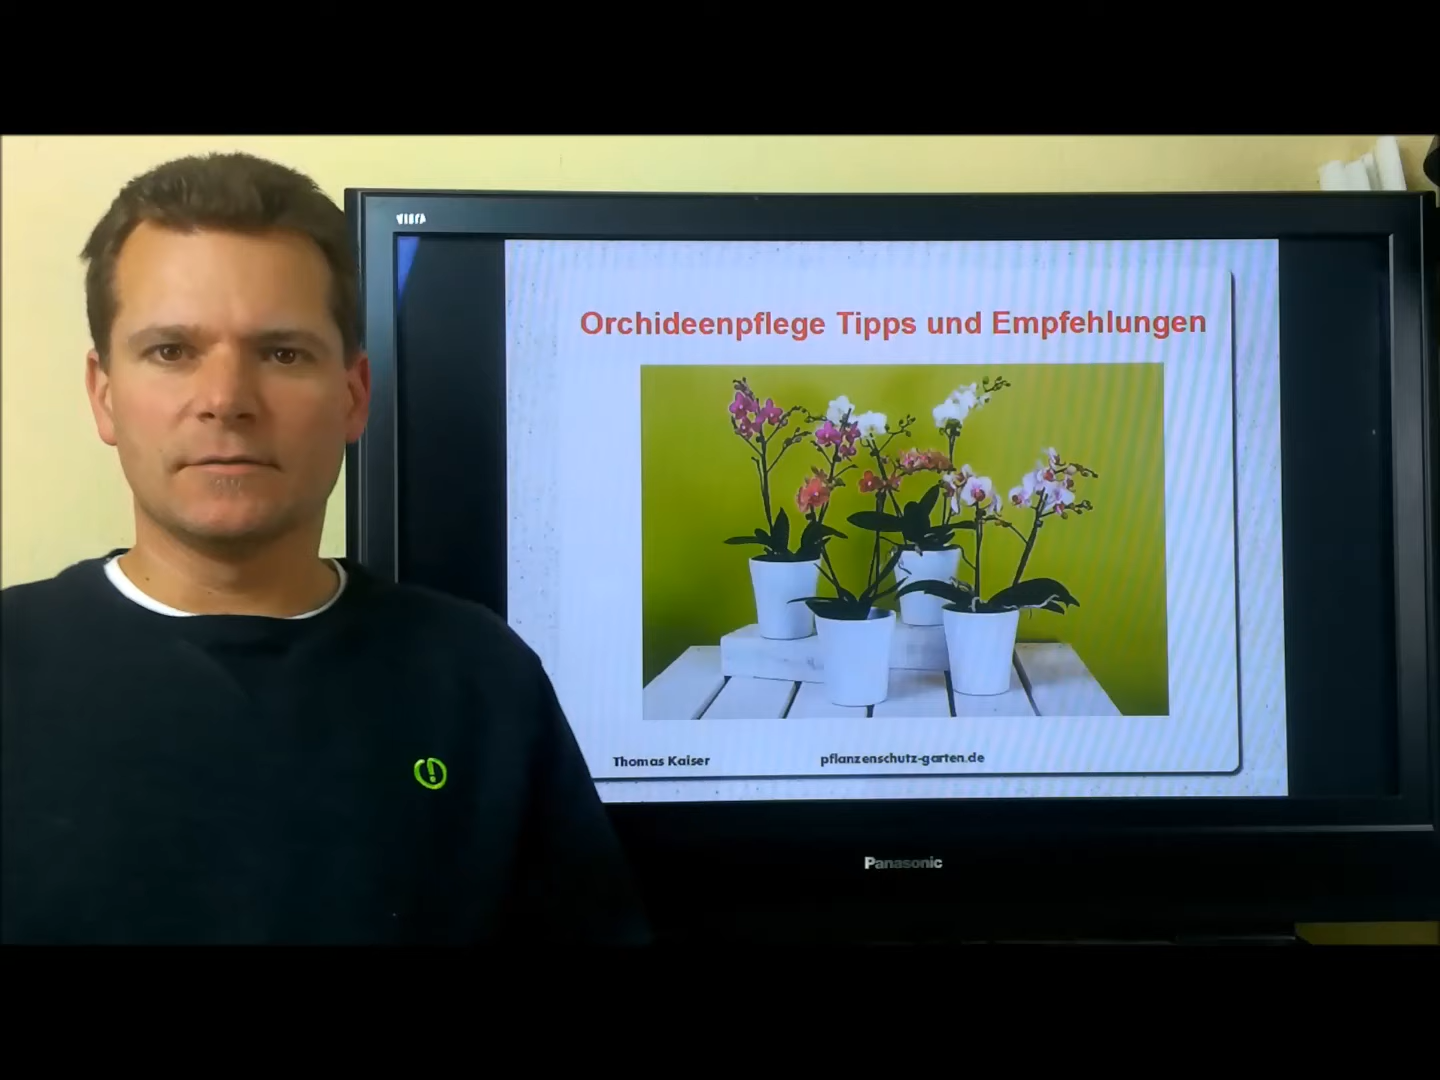 VIERA
Orchideenpflege Tipps und Empfehlungen
Thomas Kaiser
pflanzenschutz-garten.de
Panasonic